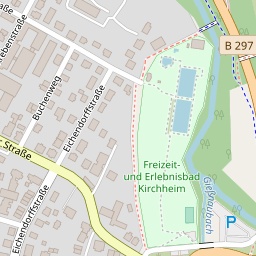 B 297
Buchenweg
Eichendorffstraße
Straße
Freizeit-
und Erlebnisbad
Kirchheim
Gießnaubach
Eichendorffstraße
P